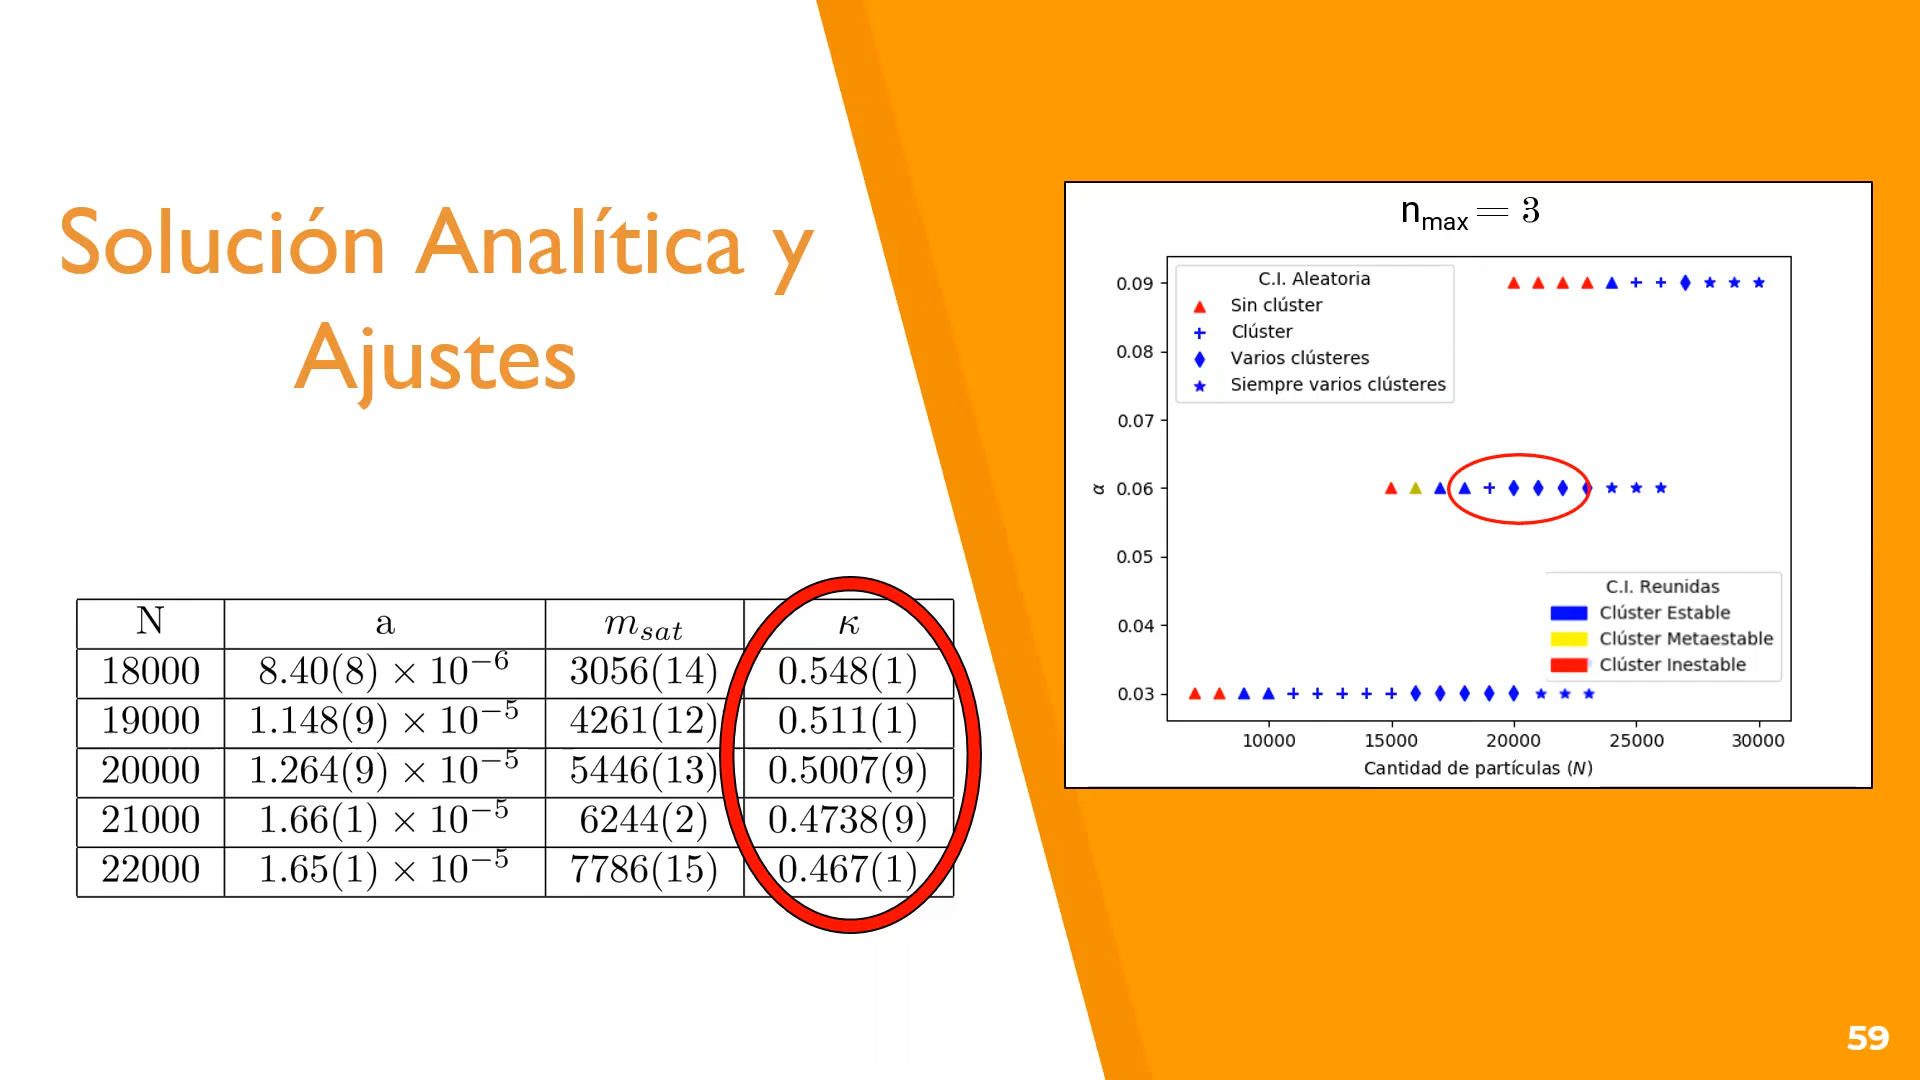 Solución Analítica y
Ajustes
N a m_sat κ
18000 8.40(8) × 10⁻⁶ 3056(14) 0.548(1)
19000 1.148(9) × 10⁻⁵ 4261(12) 0.511(1)
20000 1.264(9) × 10⁻⁵ 5446(13) 0.5007(9)
21000 1.66(1) × 10⁻⁵ 6244(2) 0.4738(9)
22000 1.65(1) × 10⁻⁵ 7786(15) 0.467(1)
n_max = 3
C.I. Aleatoria
Sin clúster
Clúster
Varios clústeres
Siempre varios clústeres
0.09
0.08
0.07
0.06
0.05
0.04
0.03
α
C.I. Reunidas
Clúster Estable
Clúster Metaestable
Clúster Inestable
10000 15000 20000 25000 30000
Cantidad de partículas (N)
59